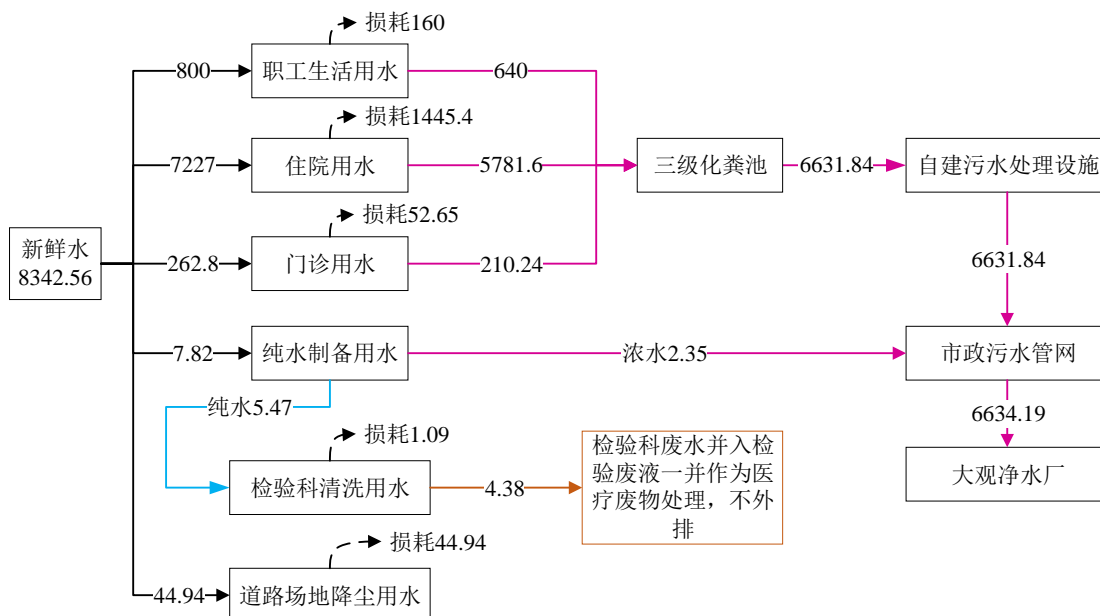 损耗160
800
职工生活用水
640
损耗1445.4
7227
住院用水
5781.6
三级化粪池
6631.84
自建污水处理设施
损耗52.65
新鲜水
8342.56
262.8
门诊用水
210.24
6631.84
7.82
纯水制备用水
浓水2.35
市政污水管网
纯水5.47
6634.19
损耗1.09
检验科清洗用水
4.38
检验科废水并入检
验废液一并作为医
疗废物处理，不外
排
大观净水厂
损耗44.94
44.94
道路场地降尘用水